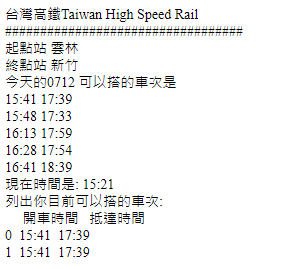 台灣高鐵Taiwan High Speed Rail
##################################
起點站 雲林
終點站 新竹
今天的0712 可以搭的車次是
15:41 17:39
15:48 17:33
16:13 17:59
16:28 17:54
16:41 18:39
現在時間是: 15:21
列出你目前可以搭的車次:
開車時間 抵達時間
0 15:41 17:39
1 15:41 17:39